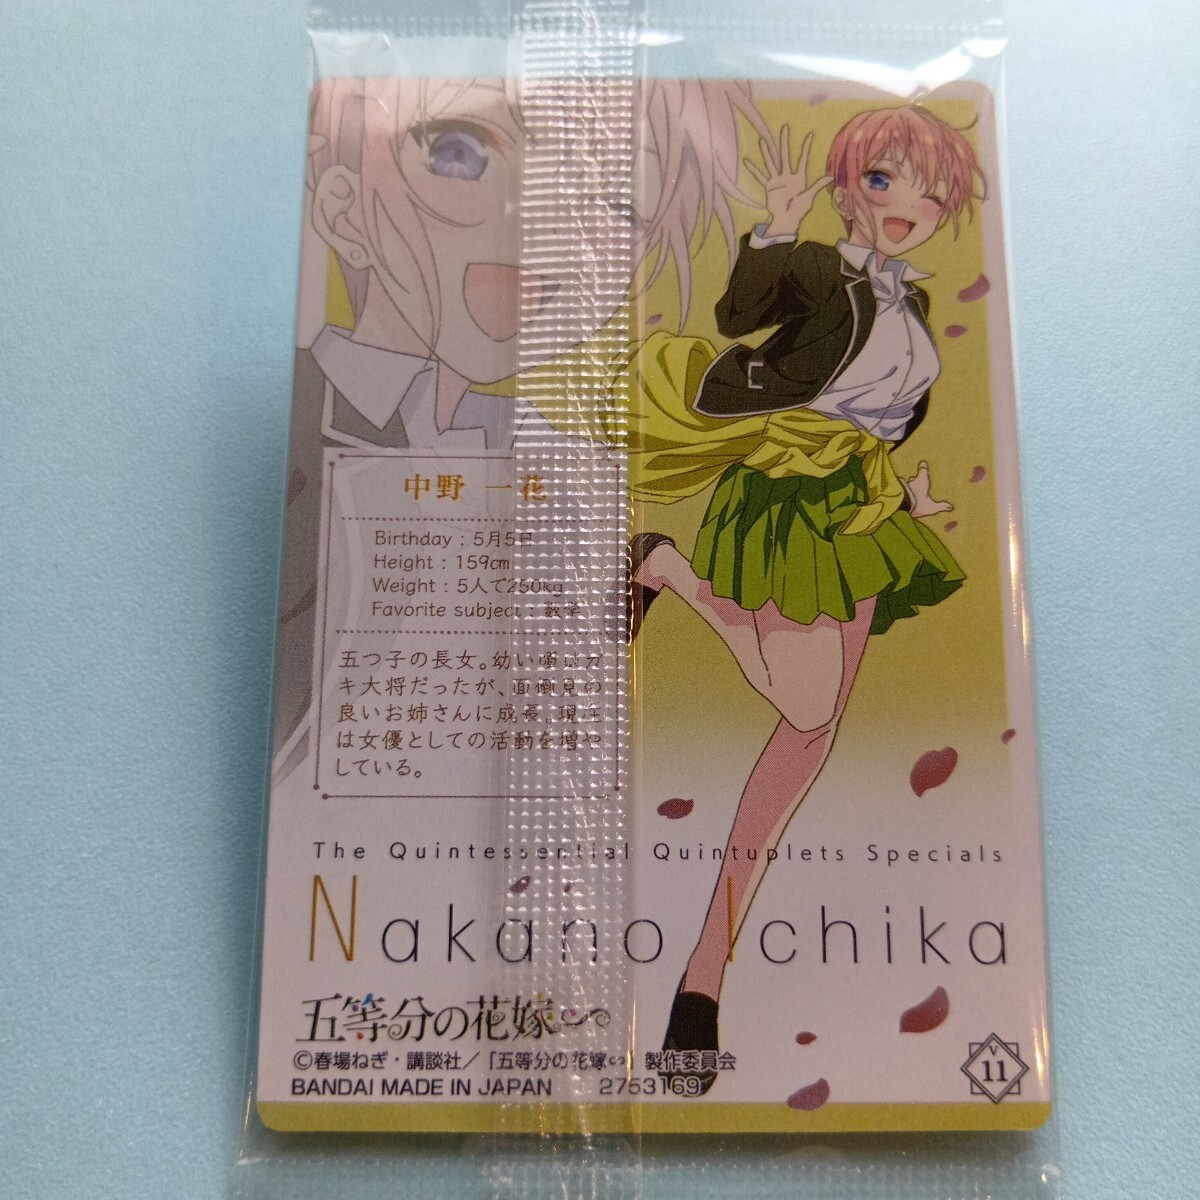 中野 一花
Birthday : 5月5日
Height : 159cm
Weight : 5人で250kg
Favorite subject : 数学
五つ子の長女。幼い頃はガ
キ大将だったが、面倒見の
良いお姉さんに成長。現在
は女優としての活動を増や
している。
The Quintessential Quintuplets Specials
Nakano Ichika
五等分の花嫁∽
©春場ねぎ・講談社／「五等分の花嫁∽」製作委員会
BANDAI MADE IN JAPAN 2753169
V
11